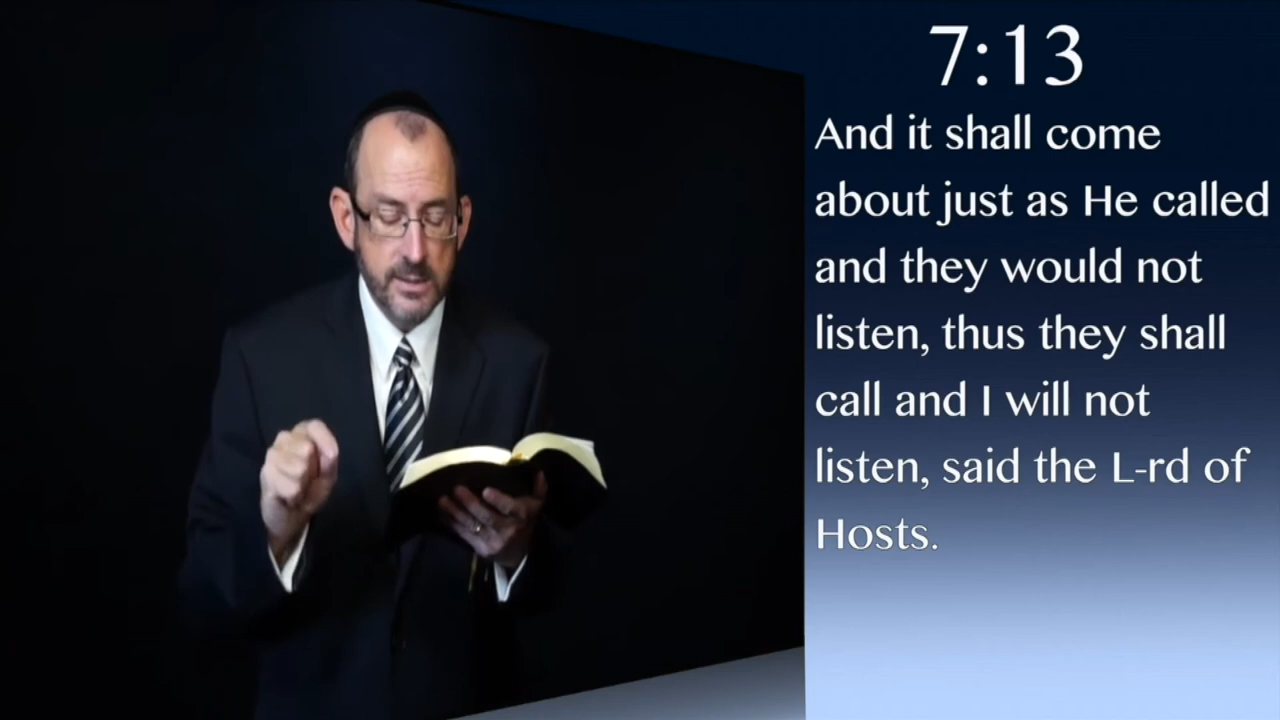 7:13
And it shall come
about just as He called
and they would not
listen, thus they shall
call and I will not
listen, said the L-rd of
Hosts.